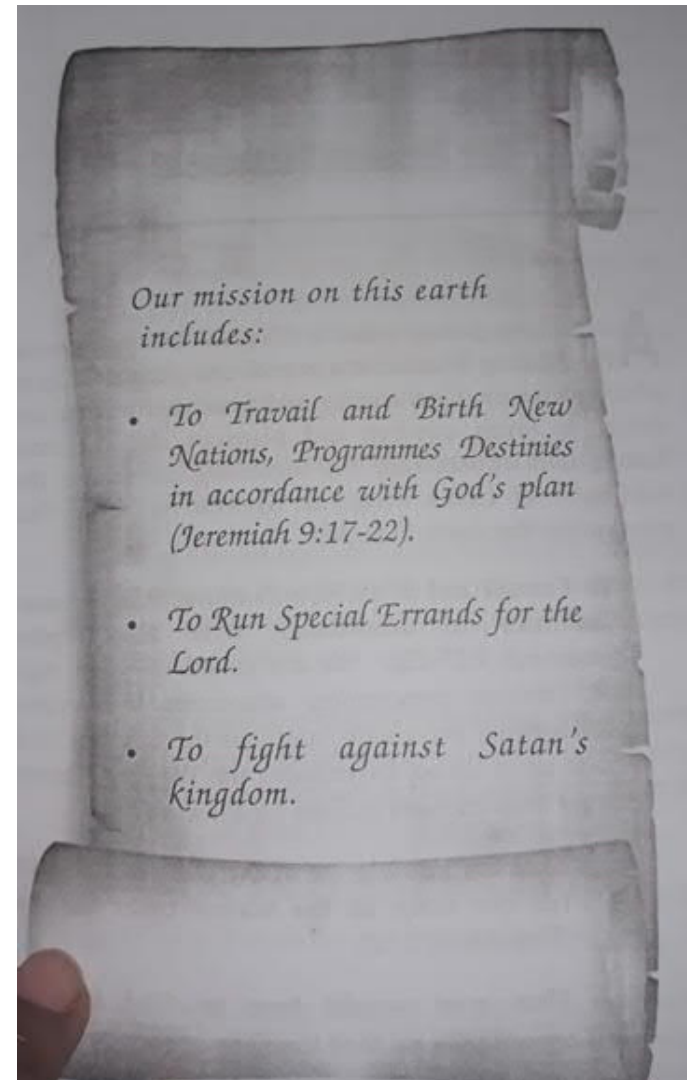 Our mission on this earth
includes:
• To Travail and Birth New
Nations, Programmes Destinies
in accordance with God's plan
(Jeremiah 9:17-22).
• To Run Special Errands for the
Lord.
• To fight against Satan's
kingdom.